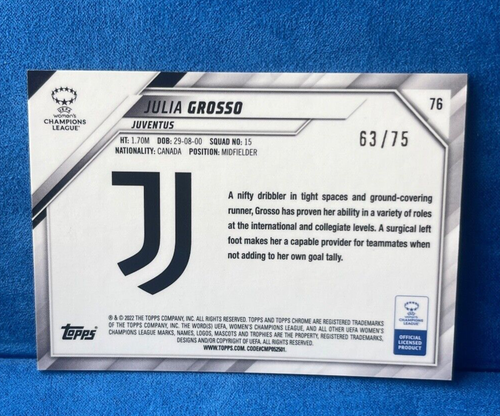 UEFA
women's
CHAMPIONS
LEAGUE
JULIA GROSSO
76
JUVENTUS
63/75
HT: 1.70M DOB: 29-08-00 SQUAD NO: 15
NATIONALITY: CANADA POSITION: MIDFIELDER
A nifty dribbler in tight spaces and ground-covering
runner, Grosso has proven her ability in a variety of roles
at the international and collegiate levels. A surgical left
foot makes her a capable provider for teammates when
not adding to her own goal tally.
® & © 2022 THE TOPPS COMPANY, INC. ALL RIGHTS RESERVED. TOPPS AND TOPPS CHROME ARE REGISTERED TRADEMARKS
OF THE TOPPS COMPANY, INC. THE WORD(S) UEFA, WOMEN'S CHAMPIONS LEAGUE, AND ALL OTHER UEFA WOMEN'S
CHAMPIONS LEAGUE MARKS, NAMES, LOGOS, MASCOTS AND TROPHIES ARE THE PROPERTY, REGISTERED TRADEMARKS,
DESIGNS AND/OR COPYRIGHT OF UEFA. ALL RIGHTS RESERVED.
WWW.TOPPS.COM. CODE#CMP052501.
Topps
OFFICIAL
LICENSED
PRODUCT